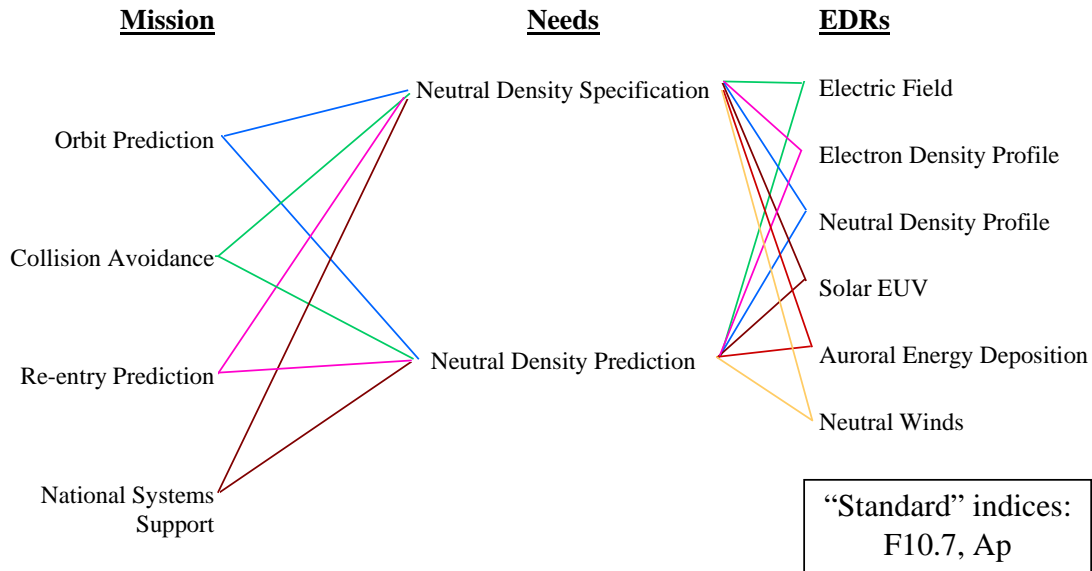 Mission
Needs
EDRs
Orbit Prediction
Collision Avoidance
Re-entry Prediction
National Systems
Support
Neutral Density Specification
Neutral Density Prediction
Electric Field
Electron Density Profile
Neutral Density Profile
Solar EUV
Auroral Energy Deposition
Neutral Winds
“Standard” indices:
F10.7, Ap